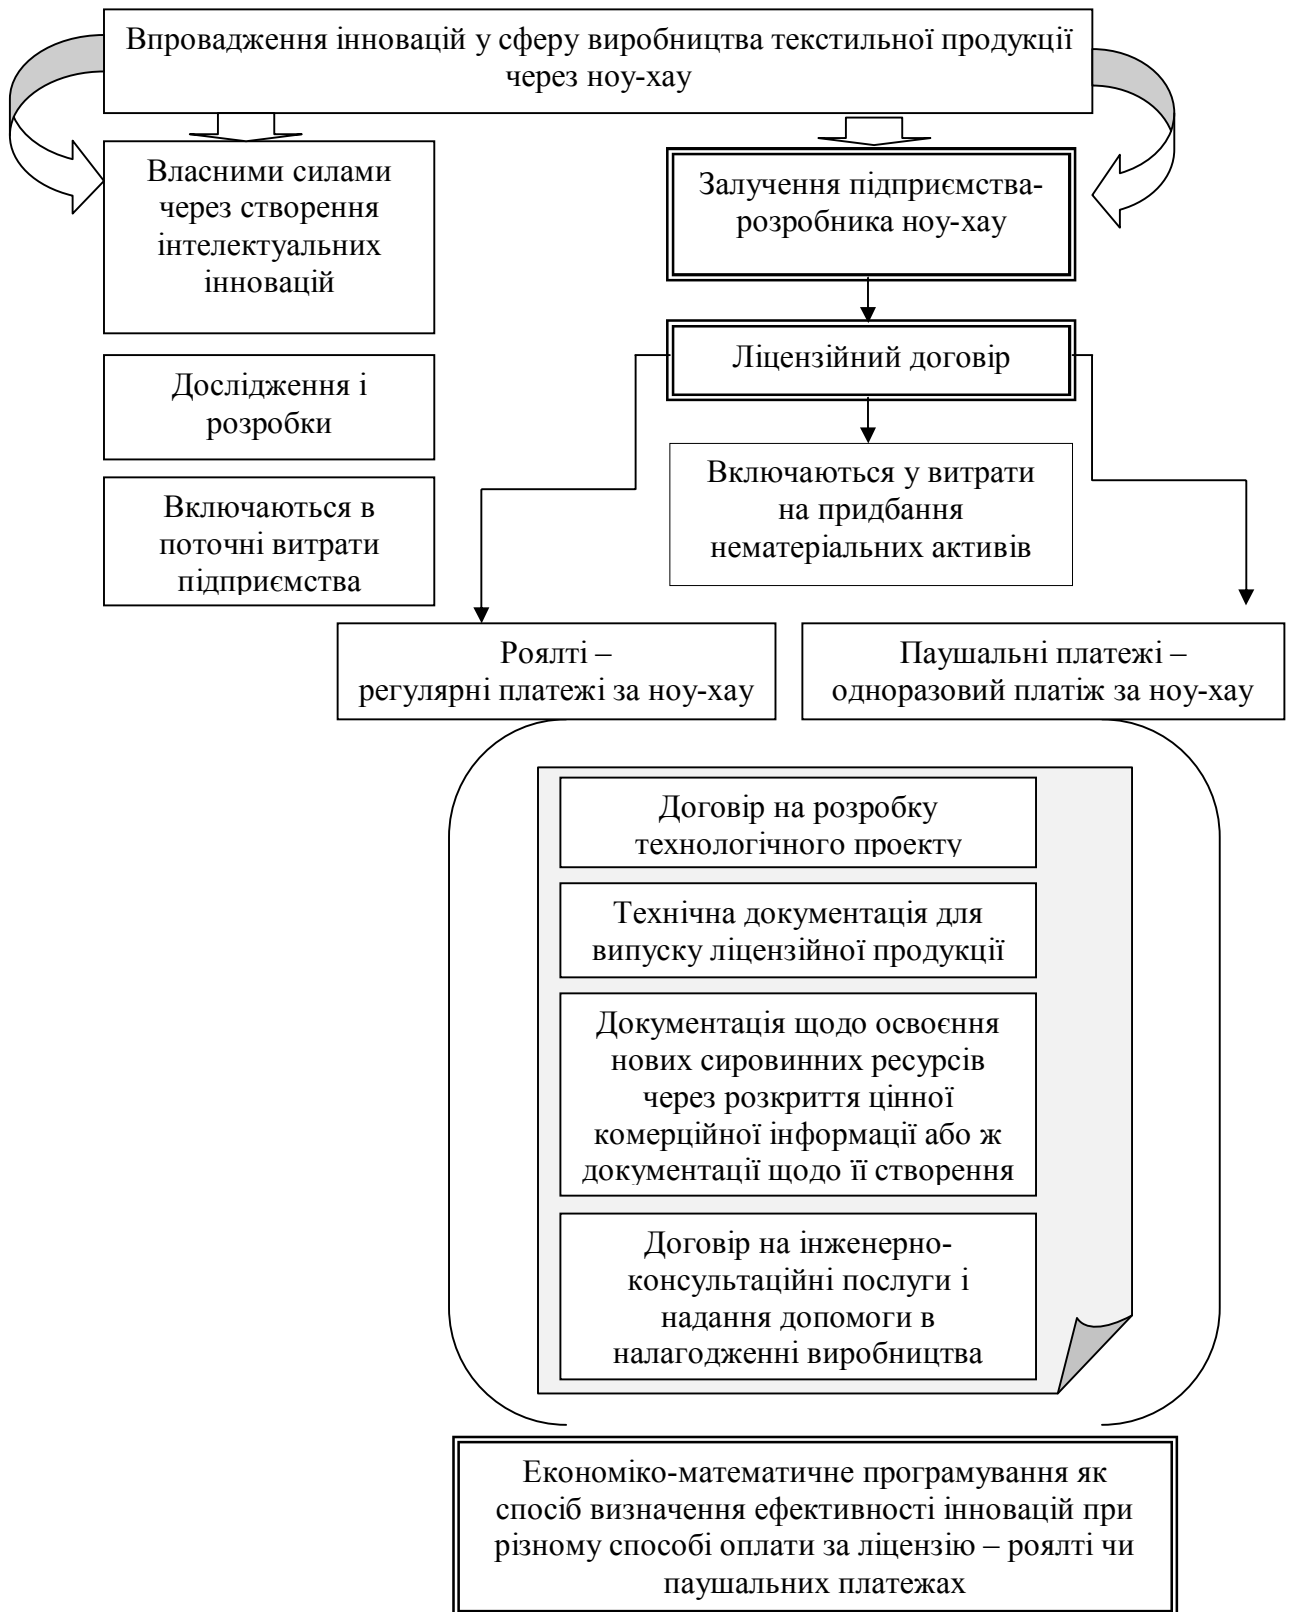 Впровадження інновацій у сферу виробництва текстильної продукції
через ноу-хау
Власними силами
через створення
інтелектуальних
інновацій
Залучення підприємства-
розробника ноу-хау
Ліцензійний договір
Дослідження і
розробки
Включаються у витрати
на придбання
нематеріальних активів
Включаються в
поточні витрати
підприємства
Роялті –
регулярні платежі за ноу-хау
Паушальні платежі –
одноразовий платіж за ноу-хау
Договір на розробку
технологічного проекту
Технічна документація для
випуску ліцензійної продукції
Документація щодо освоєння
нових сировинних ресурсів
через розкриття цінної
комерційної інформації або ж
документації щодо її створення
Договір на інженерно-
консультаційні послуги і
надання допомоги в
налагодженні виробництва
Економіко-математичне програмування як
спосіб визначення ефективності інновацій при
різному способі оплати за ліцензію – роялті чи
паушальних платежах